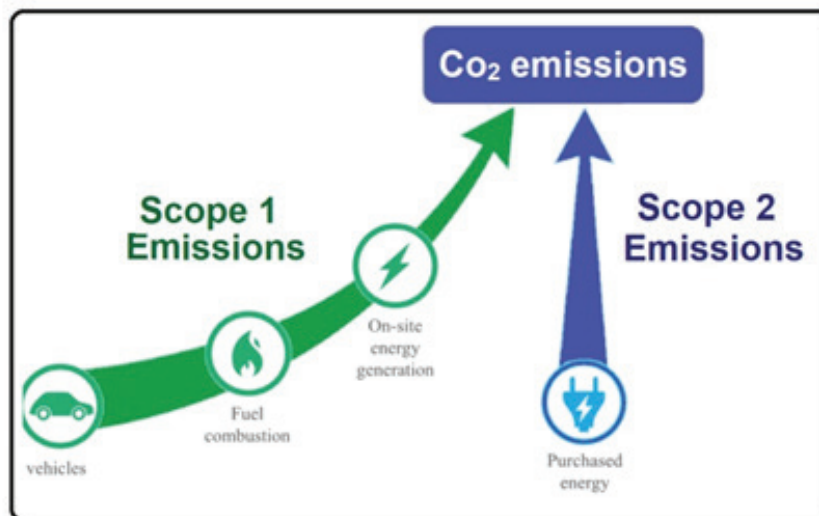 Co₂ emissions
Scope 1
Emissions
Scope 2
Emissions
On-site
energy
generation
Fuel
combustion
vehicles
Purchased
energy